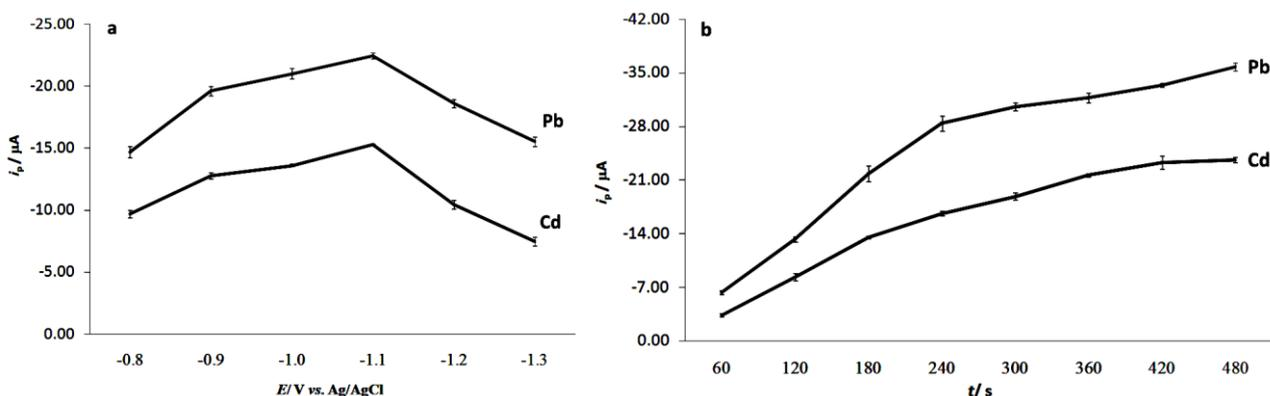 a
-25.00
-20.00
-15.00
-10.00
-5.00
0.00
iₚ/ µA
Pb
Cd
-0.8 -0.9 -1.0 -1.1 -1.2 -1.3
E/ V vs. Ag/AgCl
b
-42.00
-35.00
-28.00
-21.00
-14.00
-7.00
0.00
iₚ/ µA
Pb
Cd
60 120 180 240 300 360 420 480
t/ s